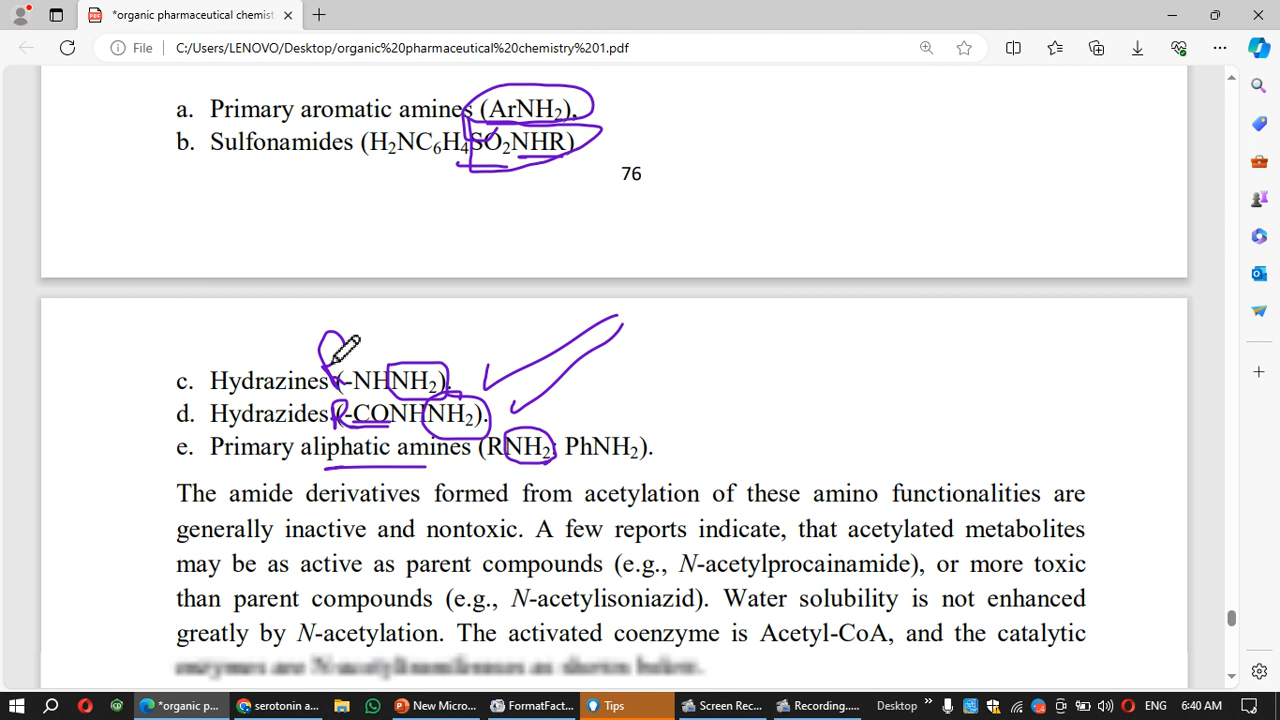 *organic pharmaceutical chemist
File
C:/Users/LENOVO/Desktop/organic%20pharmaceutical%20chemistry%201.pdf
a. Primary aromatic amines (ArNH₂),
b. Sulfonamides (H₂NC₆H₄SO₂NHR)
76
R
c. Hydrazines (-NHNH₂).
d. Hydrazides (-CONHNH₂).
e. Primary aliphatic amines (RNH₂; PhNH₂).
The amide derivatives formed from acetylation of these amino functionalities are
generally inactive and nontoxic. A few reports indicate, that acetylated metabolites
may be as active as parent compounds (e.g., N-acetylprocainamide), or more toxic
than parent compounds (e.g., N-acetylisoniazid). Water solubility is not enhanced
greatly by N-acetylation. The activated coenzyme is Acetyl-CoA, and the catalytic
*organic p...
serotonin a...
New Micro...
FormatFact...
Tips
Screen Rec...
Recording....
Desktop
ENG
6:40 AM